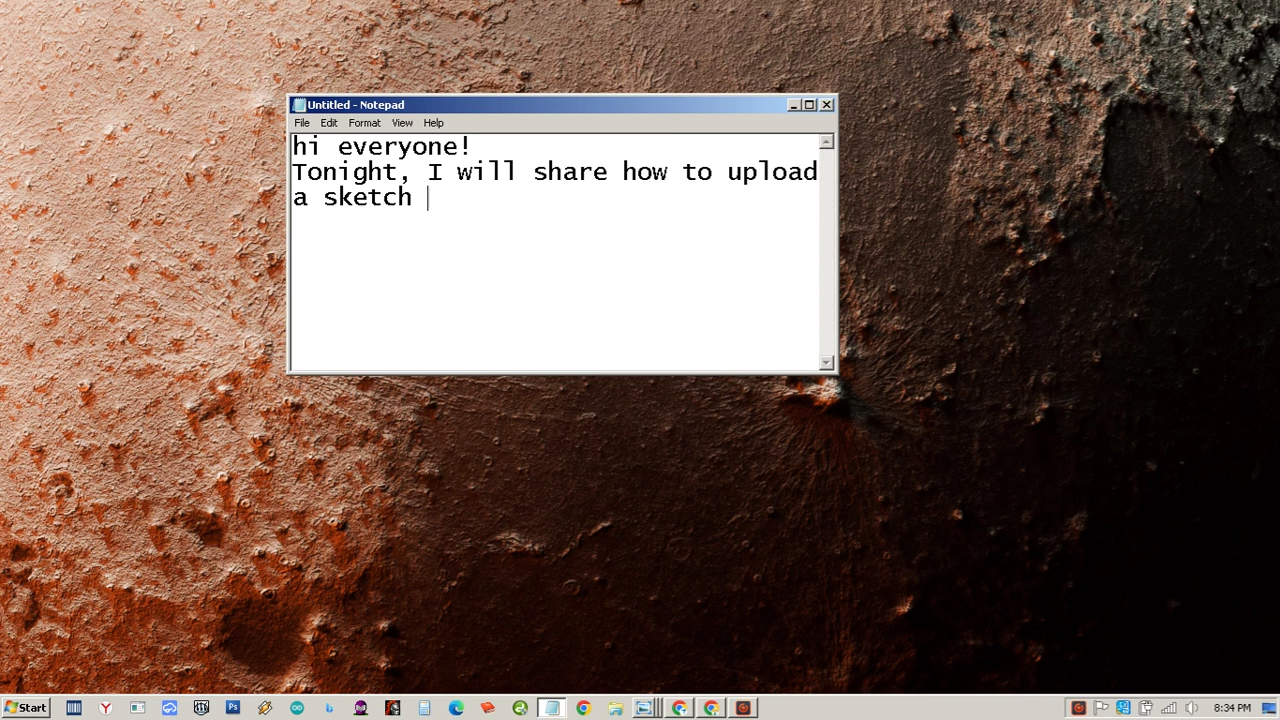 Untitled - Notepad
File Edit Format View Help
hi everyone!
Tonight, I will share how to upload
a sketch
Start
8:34 PM